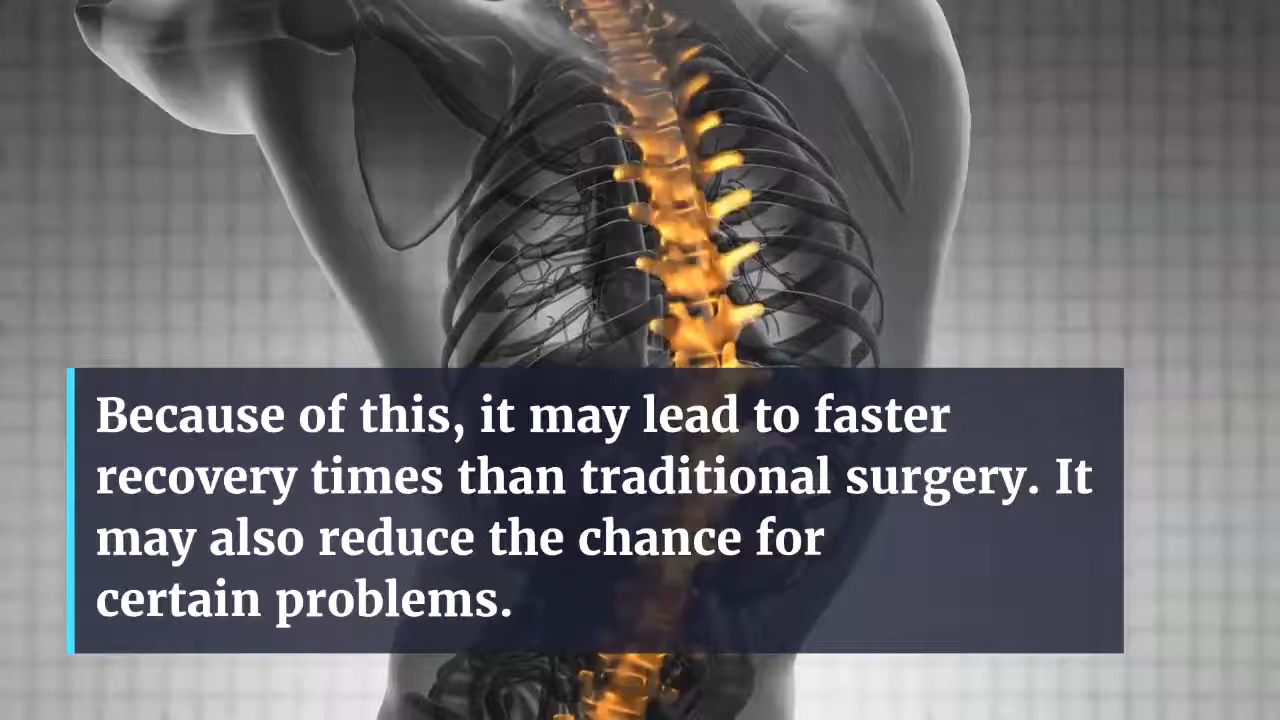 Because of this, it may lead to faster
recovery times than traditional surgery. It
may also reduce the chance for
certain problems.